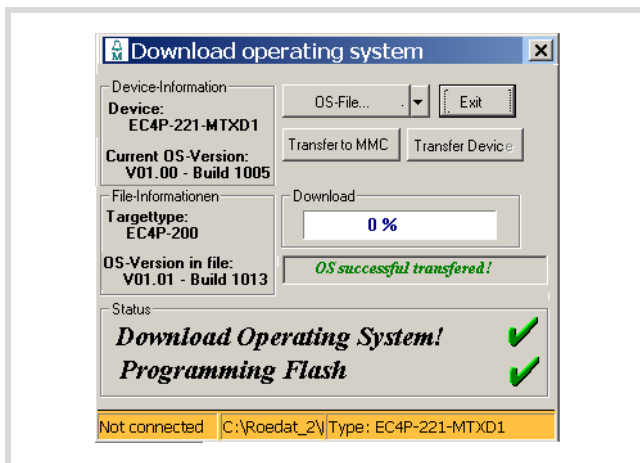 Download operating system
Device-Information
Device:
EC4P-221-MTXD1
Current OS-Version:
V01.00 - Build 1005
OS-File...
Exit
Transfer to MMC
Transfer Device
File-Informationen
Targettype:
EC4P-200
OS-Version in file:
V01.01 - Build 1013
Download
0 %
OS successful transfered!
Status
Download Operating System!
Programming Flash
Not connected
C:\Roedat_2\
Type: EC4P-221-MTXD1